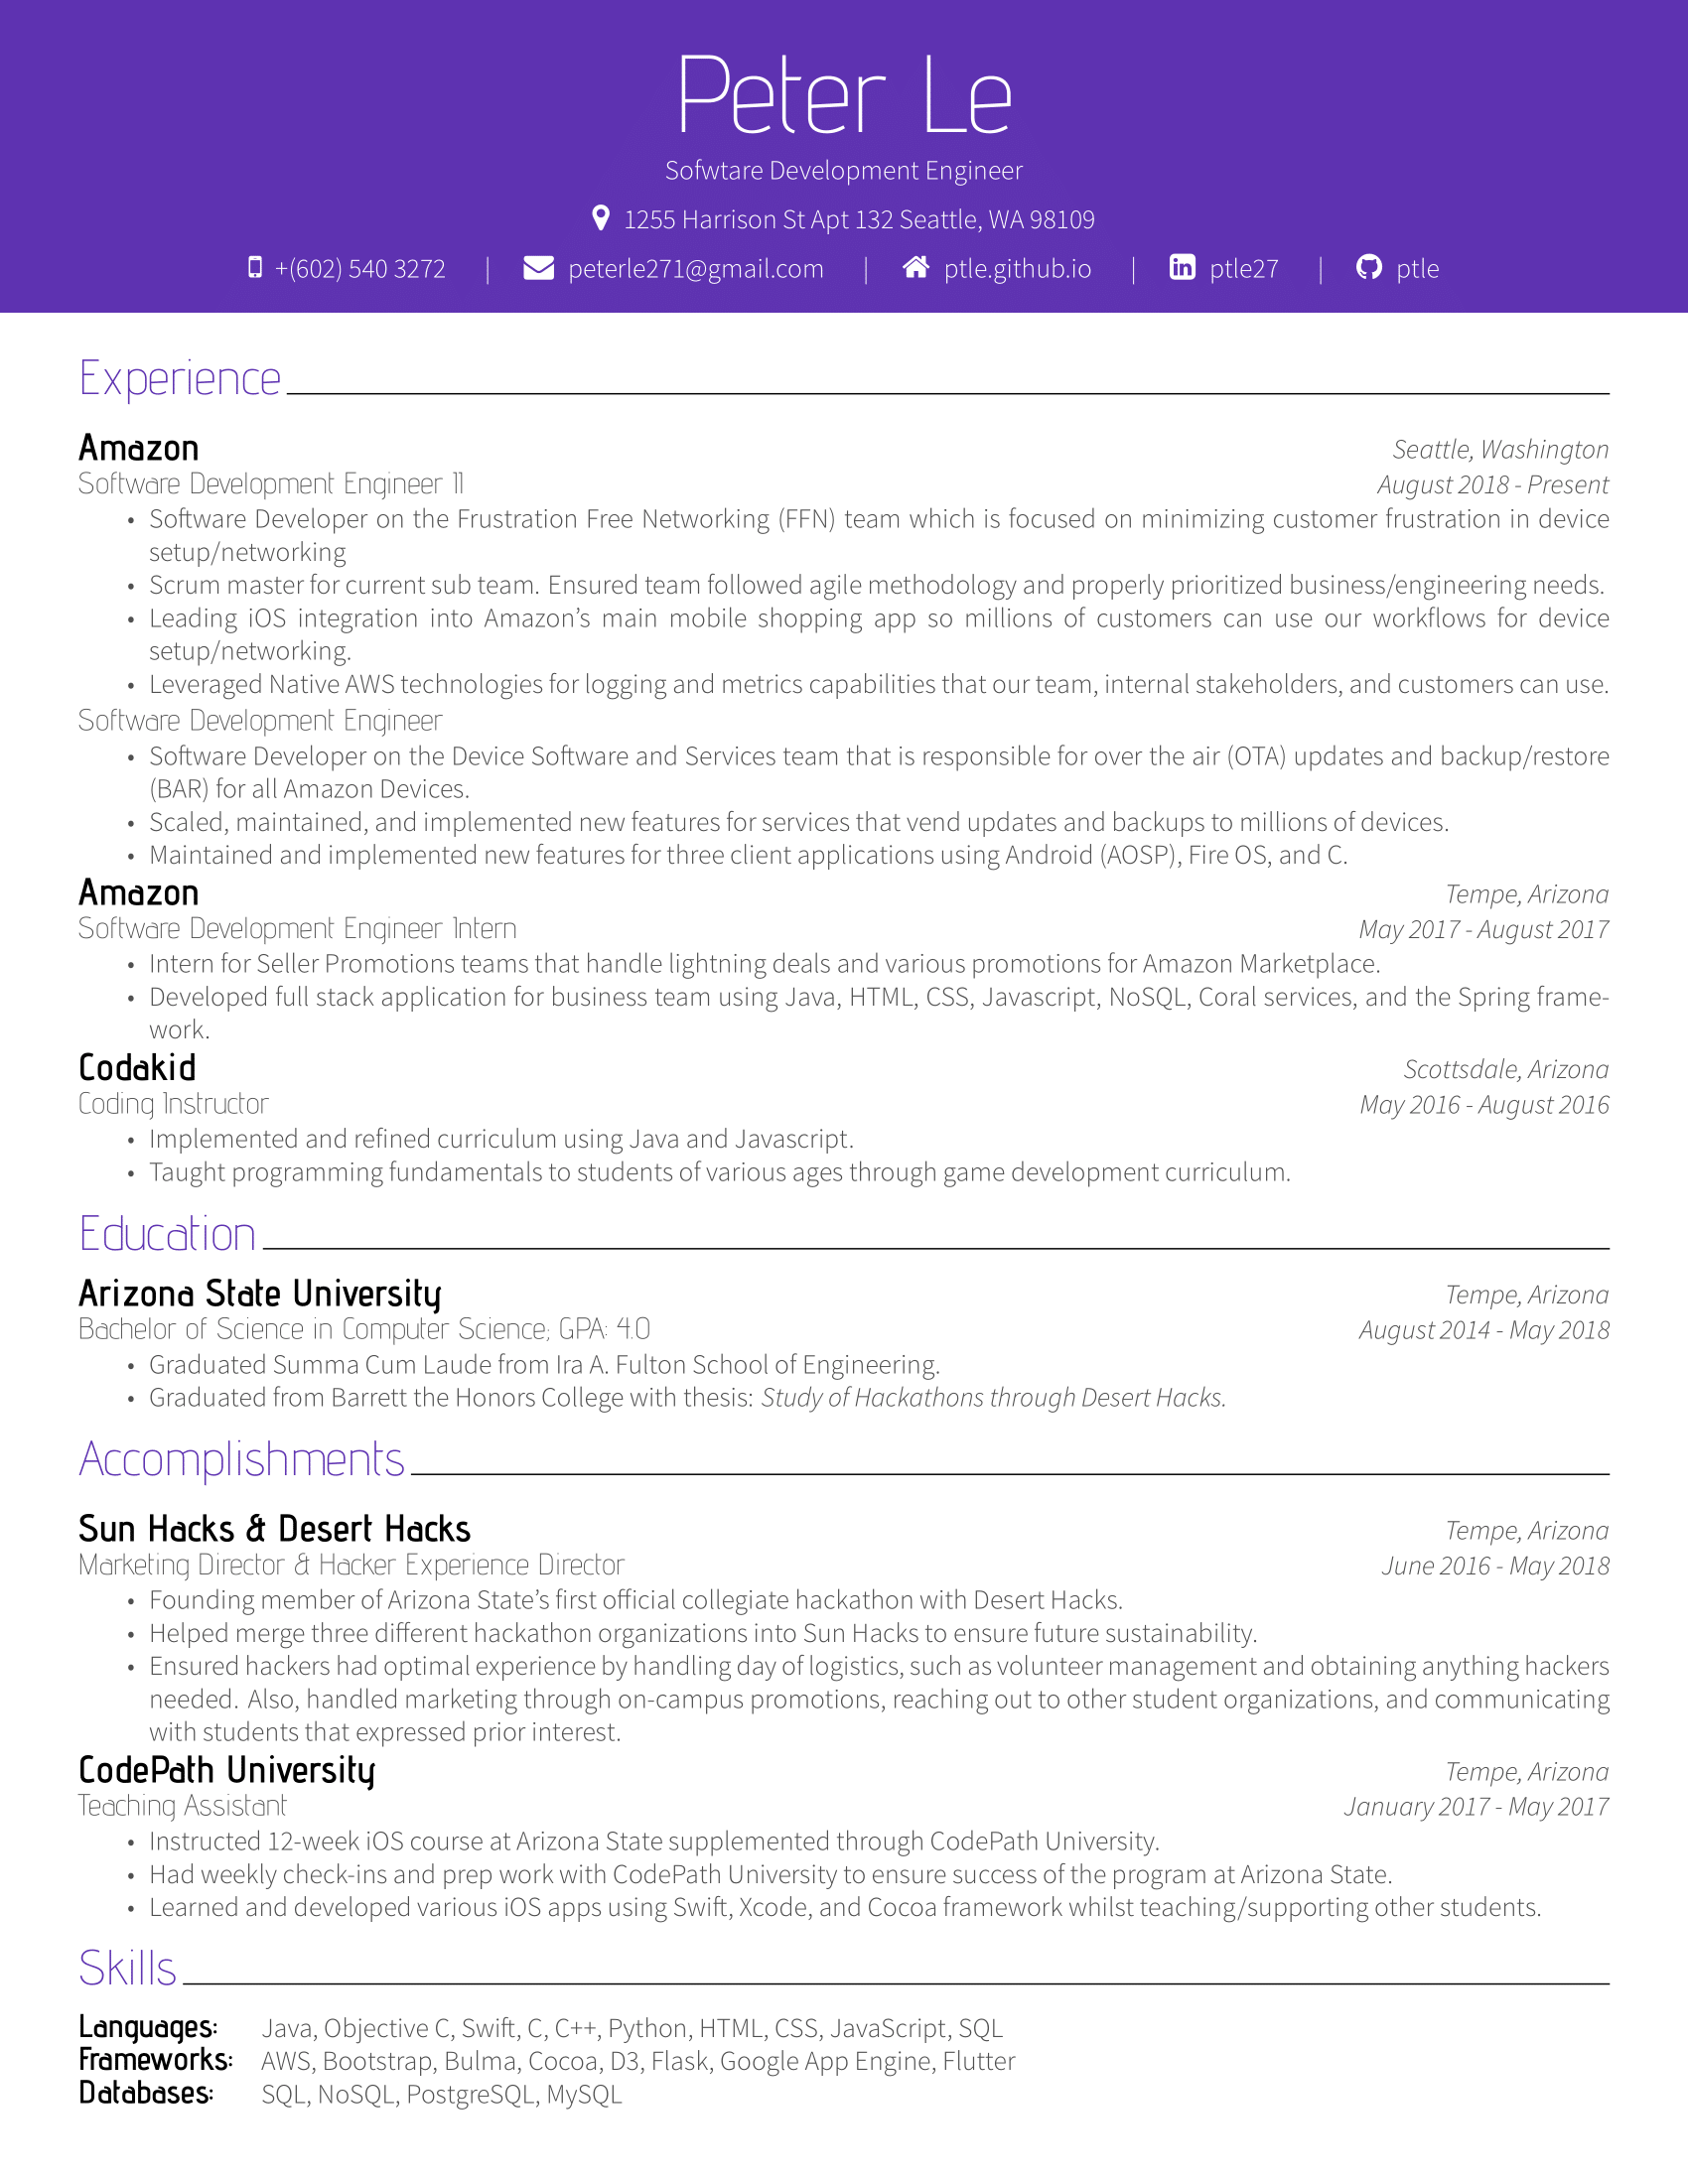 Peter Le
Sofwtare Development Engineer
1255 Harrison St Apt 132 Seattle, WA 98109
+(602) 540 3272 | peterle271@gmail.com | ptle.github.io | ptle27 | ptle
Experience
Amazon Seattle, Washington
Software Development Engineer II August 2018 - Present
• Software Developer on the Frustration Free Networking (FFN) team which is focused on minimizing customer frustration in device
setup/networking
• Scrum master for current sub team. Ensured team followed agile methodology and properly prioritized business/engineering needs.
• Leading iOS integration into Amazon’s main mobile shopping app so millions of customers can use our workflows for device
setup/networking.
• Leveraged Native AWS technologies for logging and metrics capabilities that our team, internal stakeholders, and customers can use.
Software Development Engineer
• Software Developer on the Device Software and Services team that is responsible for over the air (OTA) updates and backup/restore
(BAR) for all Amazon Devices.
• Scaled, maintained, and implemented new features for services that vend updates and backups to millions of devices.
• Maintained and implemented new features for three client applications using Android (AOSP), Fire OS, and C.
Amazon Tempe, Arizona
Software Development Engineer Intern May 2017 - August 2017
• Intern for Seller Promotions teams that handle lightning deals and various promotions for Amazon Marketplace.
• Developed full stack application for business team using Java, HTML, CSS, Javascript, NoSQL, Coral services, and the Spring frame-
work.
Codakid Scottsdale, Arizona
Coding Instructor May 2016 - August 2016
• Implemented and refined curriculum using Java and Javascript.
• Taught programming fundamentals to students of various ages through game development curriculum.
Education
Arizona State University Tempe, Arizona
Bachelor of Science in Computer Science; GPA: 4.0 August 2014 - May 2018
• Graduated Summa Cum Laude from Ira A. Fulton School of Engineering.
• Graduated from Barrett the Honors College with thesis: Study of Hackathons through Desert Hacks.
Accomplishments
Sun Hacks & Desert Hacks Tempe, Arizona
Marketing Director & Hacker Experience Director June 2016 - May 2018
• Founding member of Arizona State’s first official collegiate hackathon with Desert Hacks.
• Helped merge three different hackathon organizations into Sun Hacks to ensure future sustainability.
• Ensured hackers had optimal experience by handling day of logistics, such as volunteer management and obtaining anything hackers
needed. Also, handled marketing through on-campus promotions, reaching out to other student organizations, and communicating
with students that expressed prior interest.
CodePath University Tempe, Arizona
Teaching Assistant January 2017 - May 2017
• Instructed 12-week iOS course at Arizona State supplemented through CodePath University.
• Had weekly check-ins and prep work with CodePath University to ensure success of the program at Arizona State.
• Learned and developed various iOS apps using Swift, Xcode, and Cocoa framework whilst teaching/supporting other students.
Skills
Languages: Java, Objective C, Swift, C, C++, Python, HTML, CSS, JavaScript, SQL
Frameworks: AWS, Bootstrap, Bulma, Cocoa, D3, Flask, Google App Engine, Flutter
Databases: SQL, NoSQL, PostgreSQL, MySQL